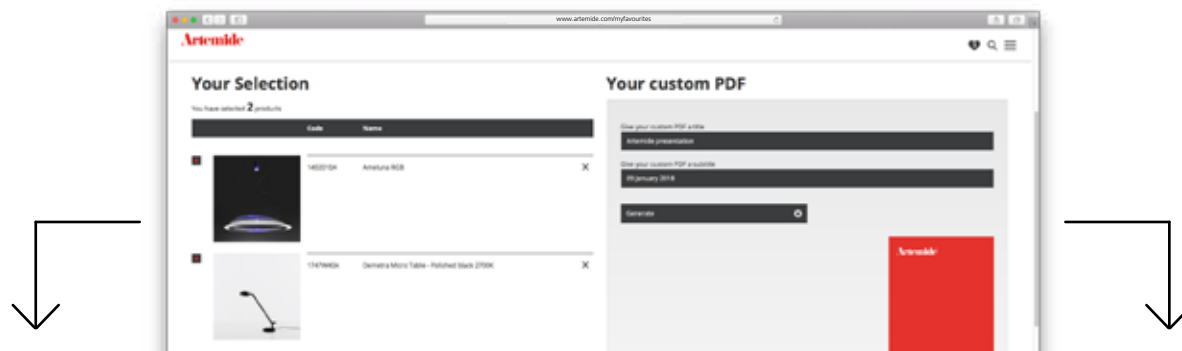 www.artemide.com/myfavourites
Artemide
Your Selection
You have selected 2 products
Code Name
Ameluna RGB
Demetra Micro Table - Polished black 2700K
Your custom PDF
Give your custom PDF a title
Artemide presentation
Give your custom PDF a subtitle
09 January 2018
Generate
Artemide